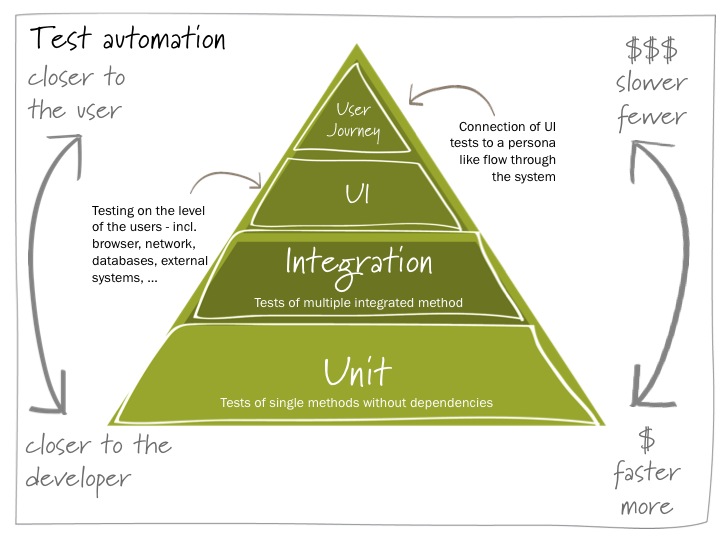 Test automation
closer to
the user
$$$
slower
fewer
User
Journey
Connection of UI
tests to a persona
like flow through
the system
UI
Testing on the level
of the users - incl.
browser, network,
databases, external
systems, ...
Integration
Tests of multiple integrated method
Unit
Tests of single methods without dependencies
closer to the
developer
$
faster
more